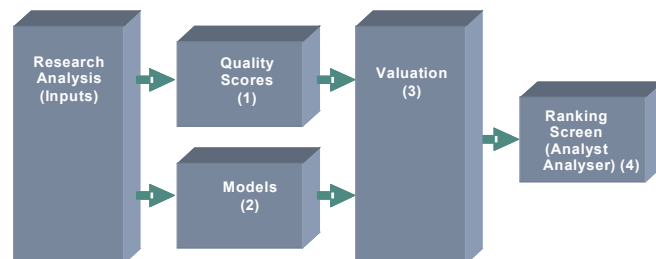 Research
Analysis
(Inputs)
Quality
Scores
(1)
Models
(2)
Valuation
(3)
Ranking
Screen
(Analyst
Analyser) (4)